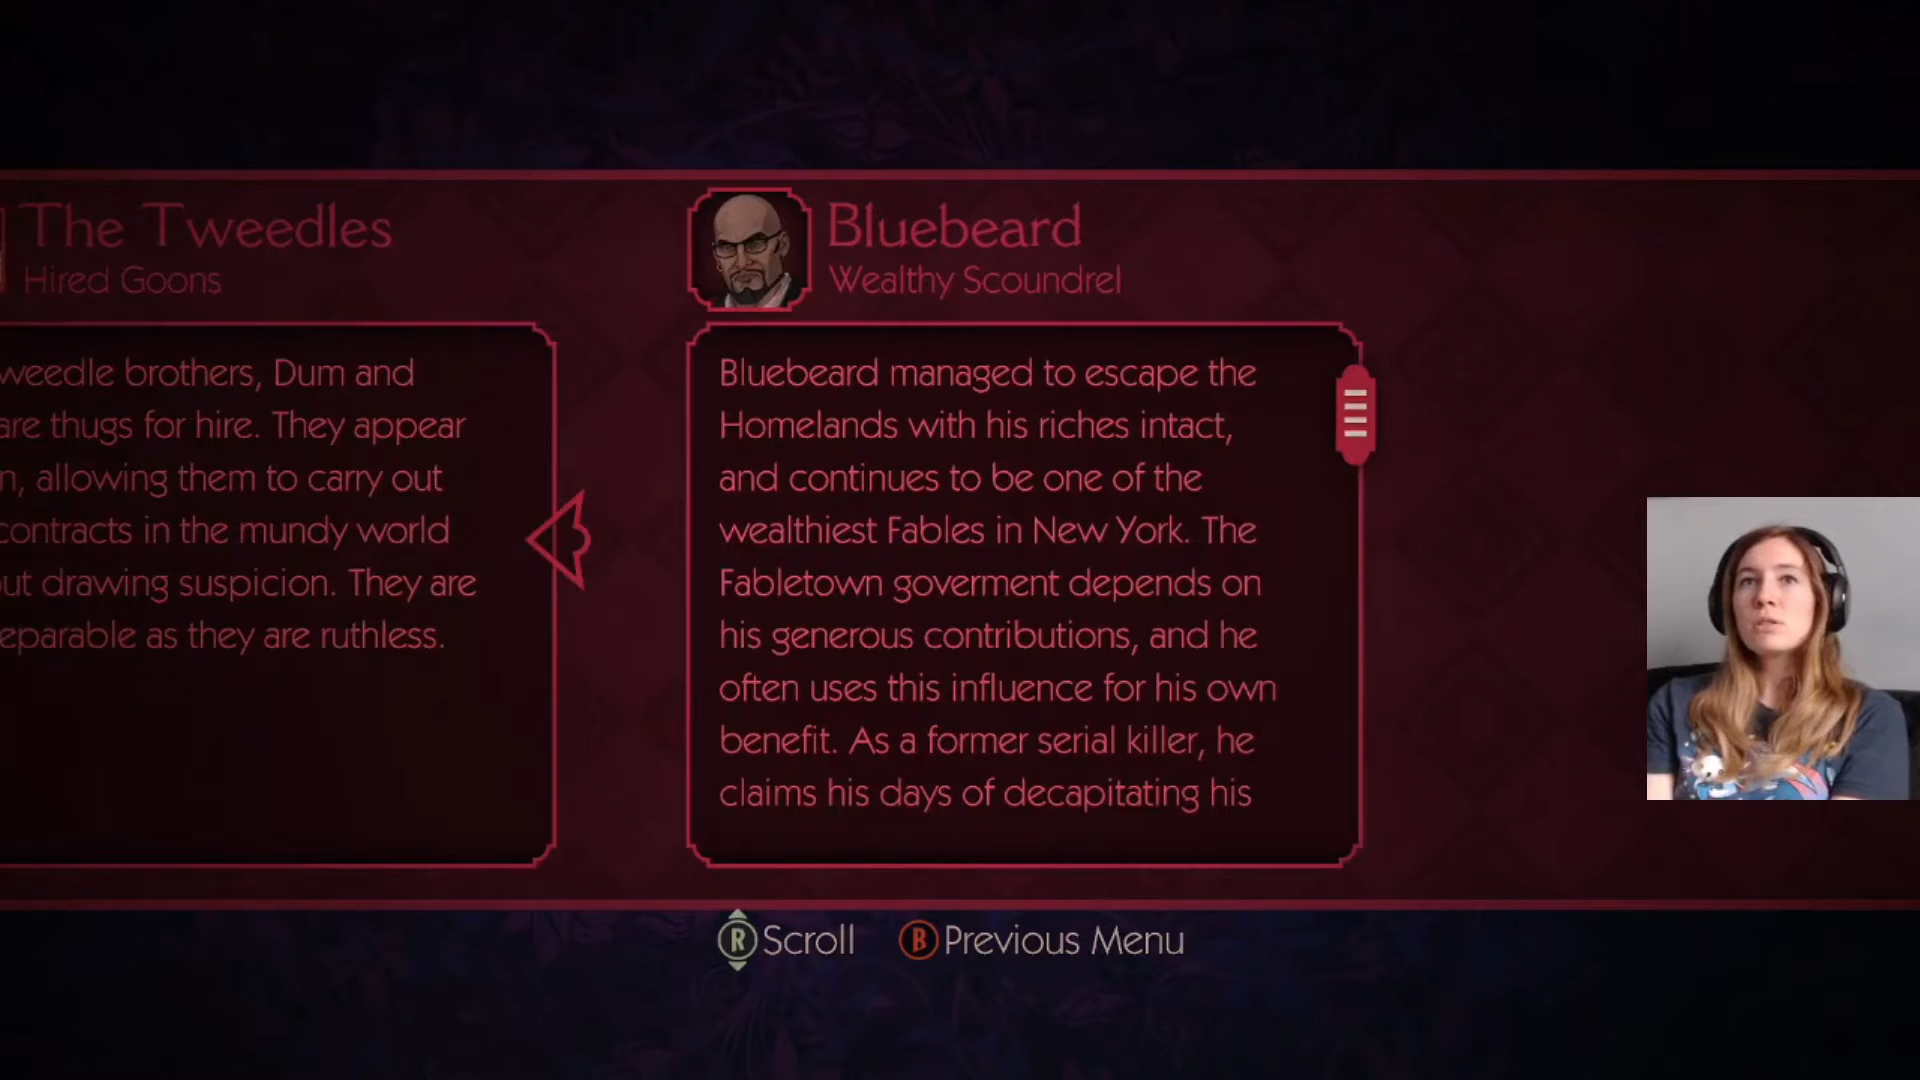 The Tweedles
Hired Goons
weedle brothers, Dum and
are thugs for hire. They appear
n, allowing them to carry out
contracts in the mundy world
ut drawing suspicion. They are
eparable as they are ruthless.
Bluebeard
Wealthy Scoundrel
Bluebeard managed to escape the
Homelands with his riches intact,
and continues to be one of the
wealthiest Fables in New York. The
Fabletown goverment depends on
his generous contributions, and he
often uses this influence for his own
benefit. As a former serial killer, he
claims his days of decapitating his
R Scroll
B Previous Menu